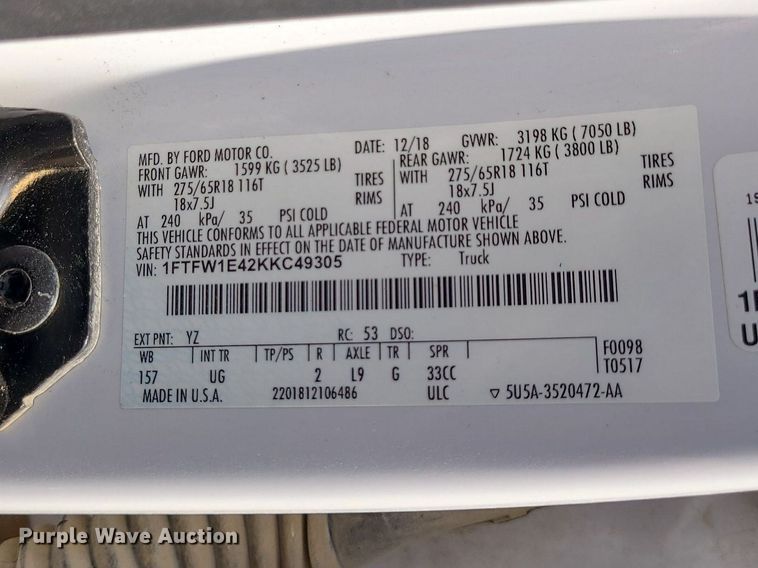 MFD. BY FORD MOTOR CO.
DATE: 12/18 GVWR: 3198 KG ( 7050 LB)
FRONT GAWR: 1599 KG ( 3525 LB)
REAR GAWR: 1724 KG ( 3800 LB)
WITH 275/65R18 116T TIRES
WITH 275/65R18 116T TIRES
18x7.5J RIMS
18x7.5J RIMS
AT 240 kPa/ 35 PSI COLD
AT 240 kPa/ 35 PSI COLD
THIS VEHICLE CONFORMS TO ALL APPLICABLE FEDERAL MOTOR VEHICLE
SAFETY STANDARDS IN EFFECT ON THE DATE OF MANUFACTURE SHOWN ABOVE.
VIN: 1FTFW1E42KKC49305 TYPE: Truck
EXT PNT: YZ RC: 53 DSO:
WB INT TR TP/PS R AXLE TR SPR
F0098
157 UG 2 L9 G 33CC
T0517
MADE IN U.S.A. 2201812106486 ULC ▽ 5U5A-3520472-AA
Purple Wave Auction